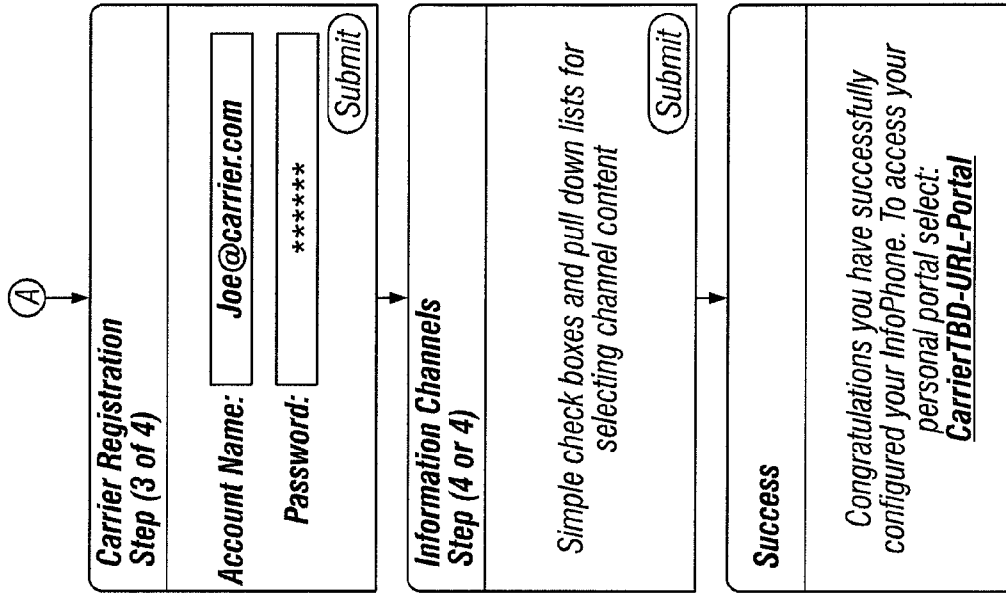 A
Carrier Registration
Step (3 of 4)
Account Name: Joe@carrier.com
Password: ******
Submit
Information Channels
Step (4 or 4)
Simple check boxes and pull down lists for
selecting channel content
Submit
Success
Congratulations you have successfully
configured your InfoPhone. To access your
personal portal select:
CarrierTBD-URL-Portal